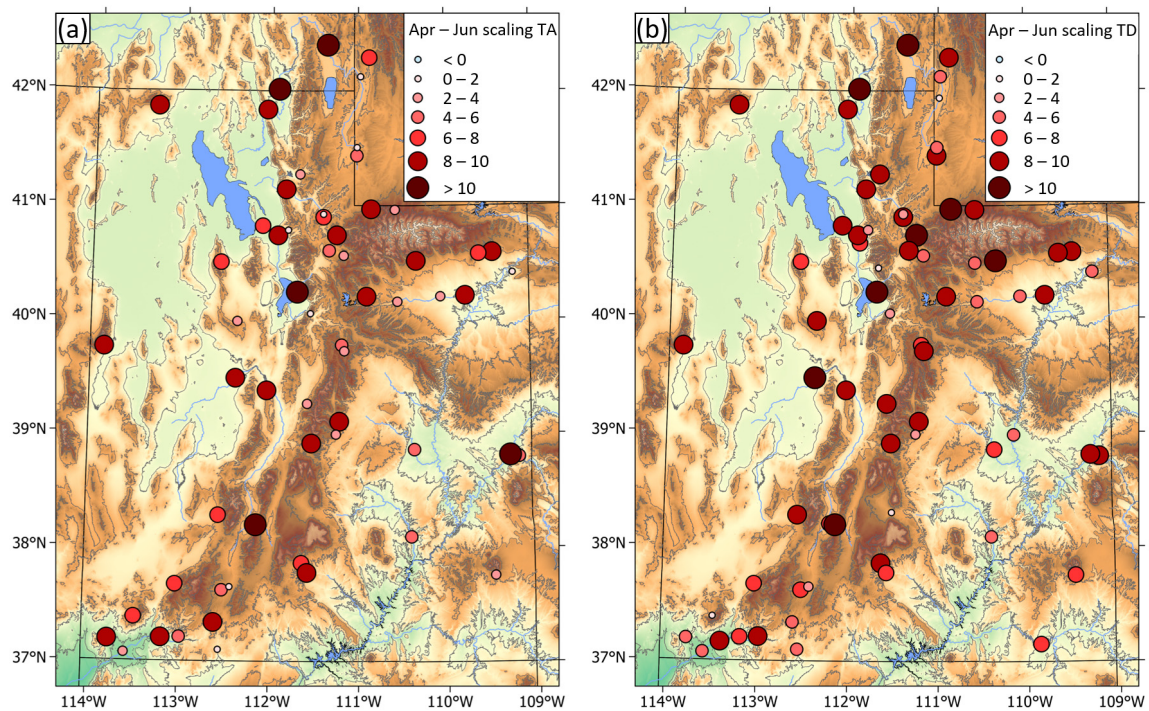 (a)
Apr – Jun scaling TA
< 0
0 – 2
2 – 4
4 – 6
6 – 8
8 – 10
> 10
42°N
41°N
40°N
39°N
38°N
37°N
114°W 113°W 112°W 111°W 110°W 109°W
(b)
Apr – Jun scaling TD
< 0
0 – 2
2 – 4
4 – 6
6 – 8
8 – 10
> 10
42°N
41°N
40°N
39°N
38°N
37°N
114°W 113°W 112°W 111°W 110°W 109°W